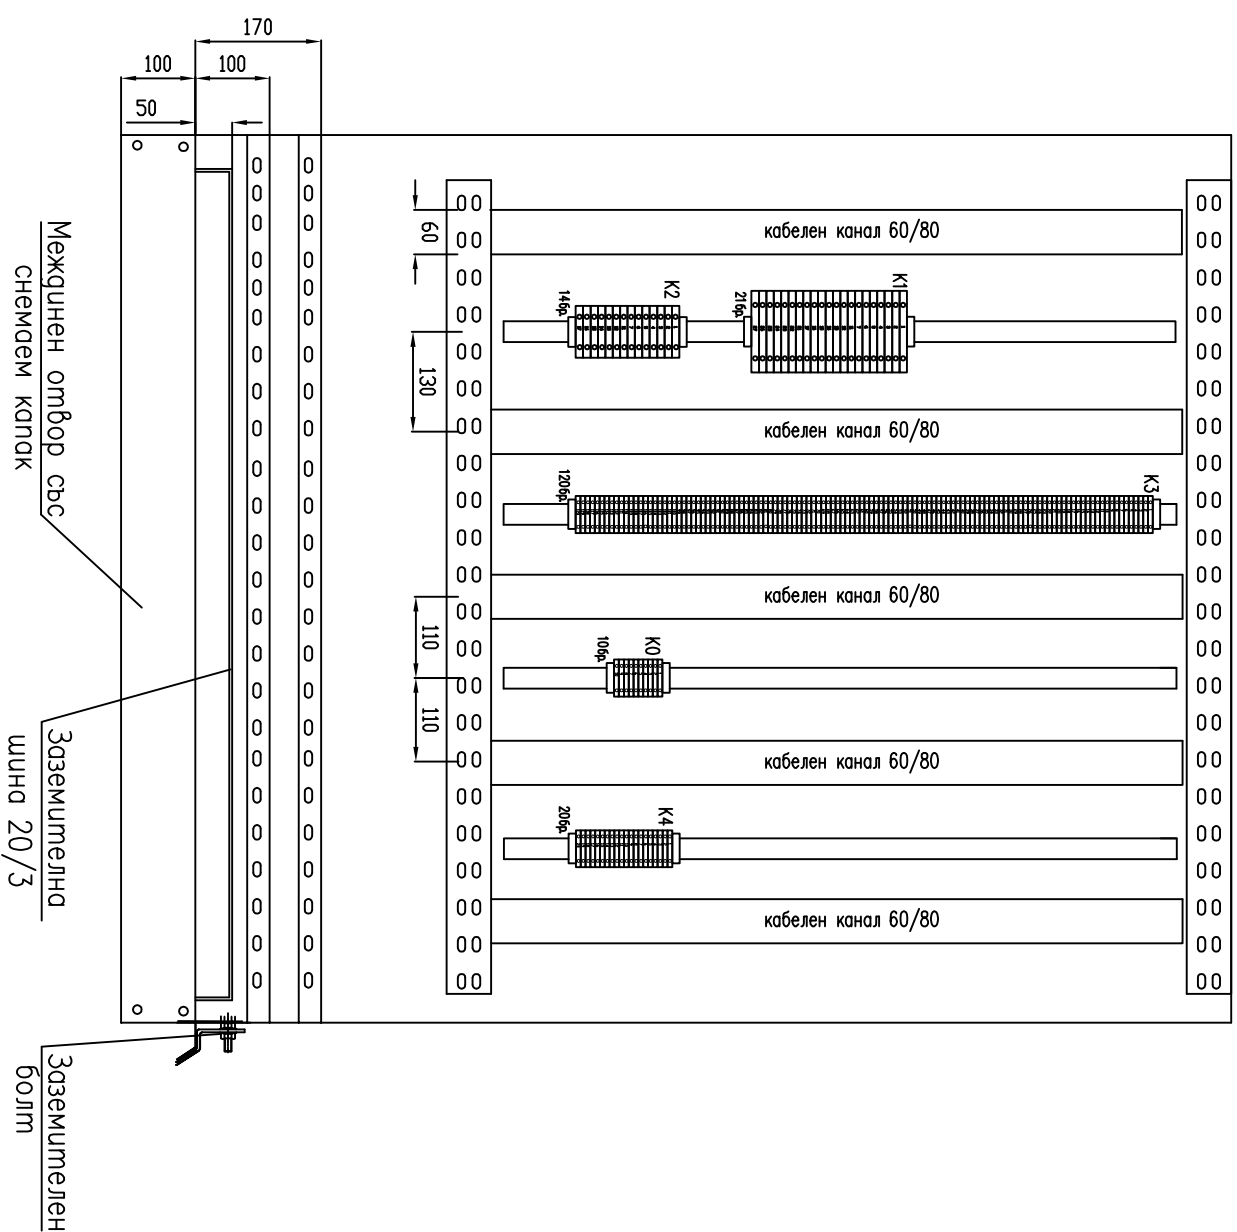 170
100
100
50
кабелен канал 60/80
60
K1
21бр.
K2
14бр.
130
кабелен канал 60/80
K3
120бр.
кабелен канал 60/80
110
K0
10бр.
110
кабелен канал 60/80
K4
20бр.
кабелен канал 60/80
Междинен отвор със
снемаем капак
Заземителна
шина 20/3
Заземителен
болт